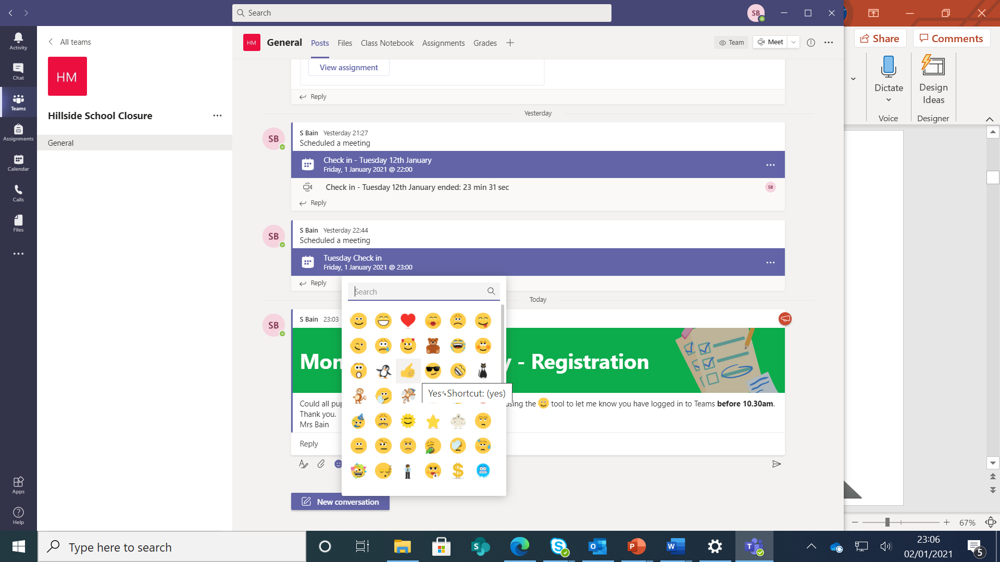 Search
SB
Activity
Chat
Teams
Assignments
Calendar
Calls
Files
Apps
Help
All teams
HM
Hillside School Closure
General
HM
General
Posts
Files
Class Notebook
Assignments
Grades
Team
Meet
View assignment
Reply
Yesterday
SB
S Bain Yesterday 21:27
Scheduled a meeting
Check in - Tuesday 12th January
Friday, 1 January 2021 @ 22:00
Check in - Tuesday 12th January ended: 23 min 31 sec
SB
Reply
SB
S Bain Yesterday 22:44
Scheduled a meeting
Tuesday Check in
Friday, 1 January 2021 @ 23:00
Reply
Search
Today
SB
S Bain 23:03
Mon
y - Registration
Yes Shortcut: (yes)
Could all pu
using the tool to let me know you have logged in to Teams before 10.30am.
Thank you.
Mrs Bain
Reply
New conversation
Share
Comments
Dictate
Design
Ideas
Voice
Designer
67%
Type here to search
23:06
02/01/2021
5